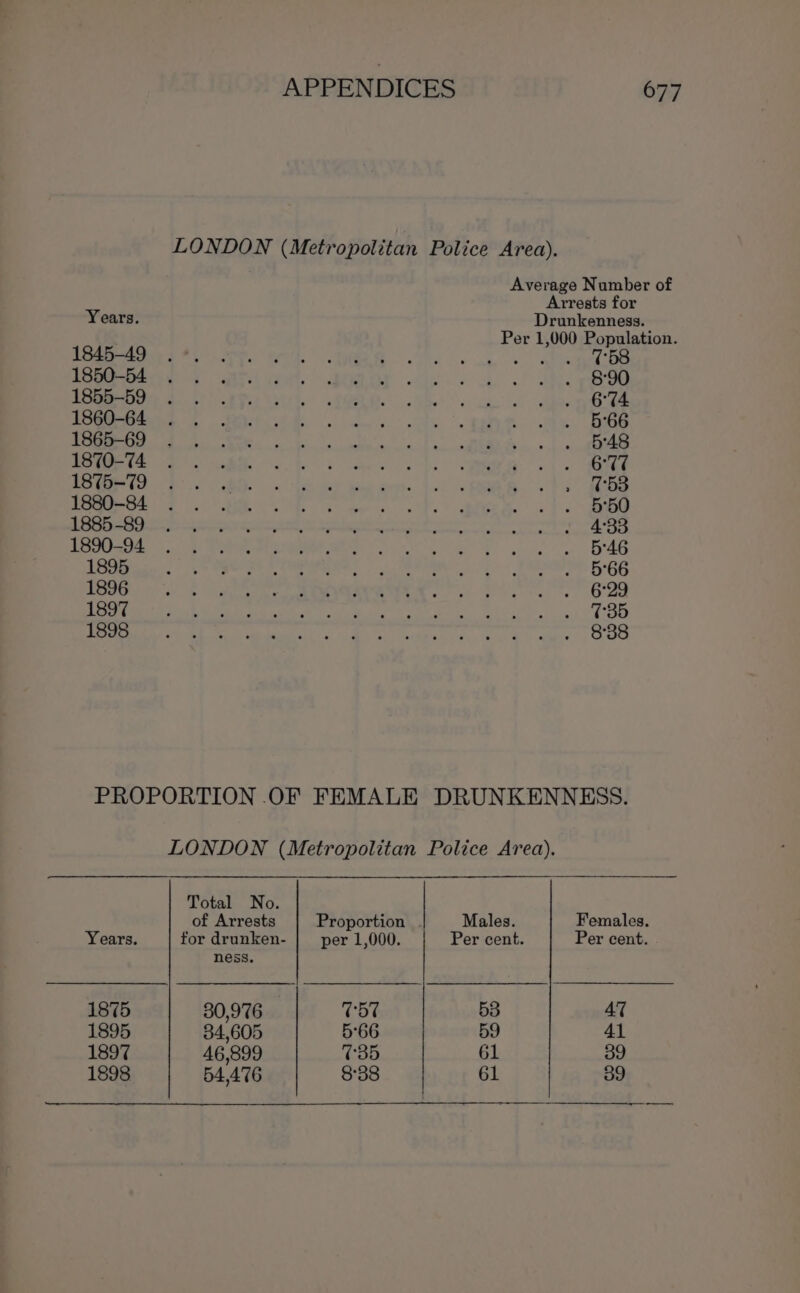 APPENDICES 677
LONDON (Metropolitan Police Area).
Average Number of
Arrests for
Years. Drunkenness.
Per 1,000 Population.
1845–49 . . . . . . . . . . . . . . 7·58
1850–54 . . . . . . . . . . . . . . 8·90
1855–59 . . . . . . . . . . . . . . 6·74
1860–64 . . . . . . . . . . . . . . 5·66
1865–69 . . . . . . . . . . . . . . 5·48
1870–74 . . . . . . . . . . . . . . 6·77
1875–79 . . . . . . . . . . . . . . 7·53
1880–84 . . . . . . . . . . . . . . 5·50
1885–89 . . . . . . . . . . . . . . 4·33
1890–94 . . . . . . . . . . . . . . 5·46
1895 . . . . . . . . . . . . . . 5·66
1896 . . . . . . . . . . . . . . 6·29
1897 . . . . . . . . . . . . . . 7·35
1898 . . . . . . . . . . . . . . 8·38
PROPORTION OF FEMALE DRUNKENNESS.
LONDON (Metropolitan Police Area).
Total No.
of Arrests Proportion Males. Females.
Years. for drunken- per 1,000. Per cent. Per cent.
ness.
1875 30,976 7·57 53 47
1895 34,605 5·66 59 41
1897 46,899 7·35 61 39
1898 54,476 8·38 61 39